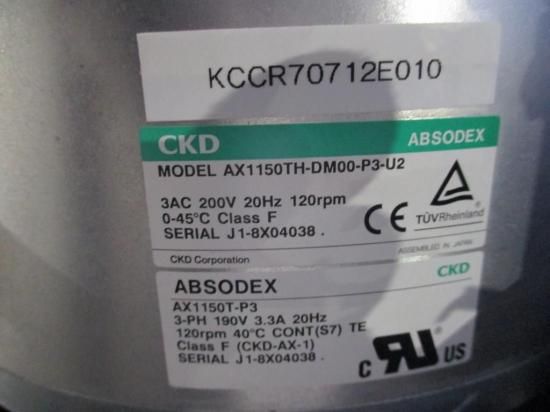 KCCR70712E010
CKD ABSODEX
MODEL AX1150TH-DM00-P3-U2
3AC 200V 20Hz 120rpm
0-45°C Class F
SERIAL J1-8X04038 .
CE
TÜVRheinland
ASSEMBLED IN JAPAN
CKD Corporation
CKD
ABSODEX
AX1150T-P3
3-PH 190V 3.3A 20Hz
120rpm 40°C CONT(S7) TE
Class F (CKD-AX-1)
SERIAL J1-8X04038 .
C RU US